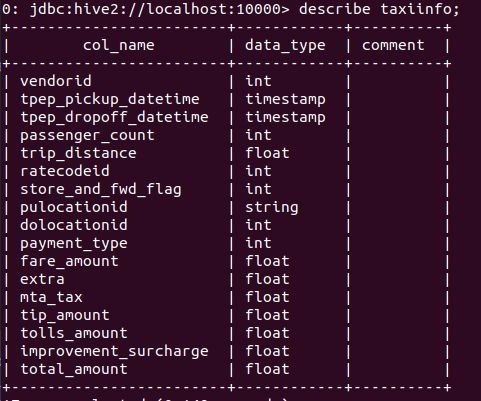 0: jdbc:hive2://localhost:10000> describe taxiinfo;
+------------------------+------------+----------+
|        col_name        | data_type  | comment  |
+------------------------+------------+----------+
| vendorid               | int        |          |
| tpep_pickup_datetime   | timestamp  |          |
| tpep_dropoff_datetime  | timestamp  |          |
| passenger_count        | int        |          |
| trip_distance          | float      |          |
| ratecodeid             | int        |          |
| store_and_fwd_flag     | int        |          |
| pulocationid           | string     |          |
| dolocationid           | int        |          |
| payment_type           | int        |          |
| fare_amount            | float      |          |
| extra                  | float      |          |
| mta_tax                | float      |          |
| tip_amount             | float      |          |
| tolls_amount           | float      |          |
| improvement_surcharge  | float      |          |
| total_amount           | float      |          |
+------------------------+------------+----------+